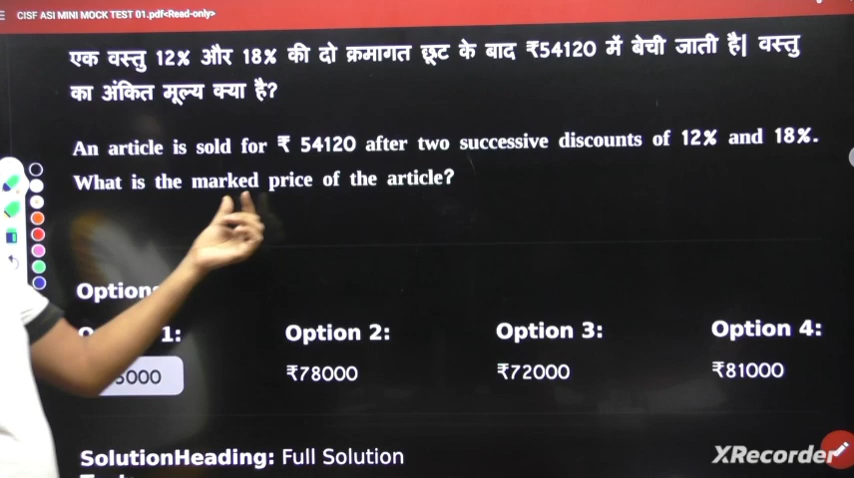 CISF ASI MINI MOCK TEST 01.pdf<Read-only>
एक वस्तु 12% और 18% की दो क्रमागत छूट के बाद ₹54120 में बेची जाती है| वस्तु
का अंकित मूल्य क्या है?
An article is sold for ₹ 54120 after two successive discounts of 12% and 18%.
What is the marked price of the article?
1: Option 2: Option 3: Option 4:
₹78000 ₹72000 ₹81000
SolutionHeading: Full Solution
XRecorder